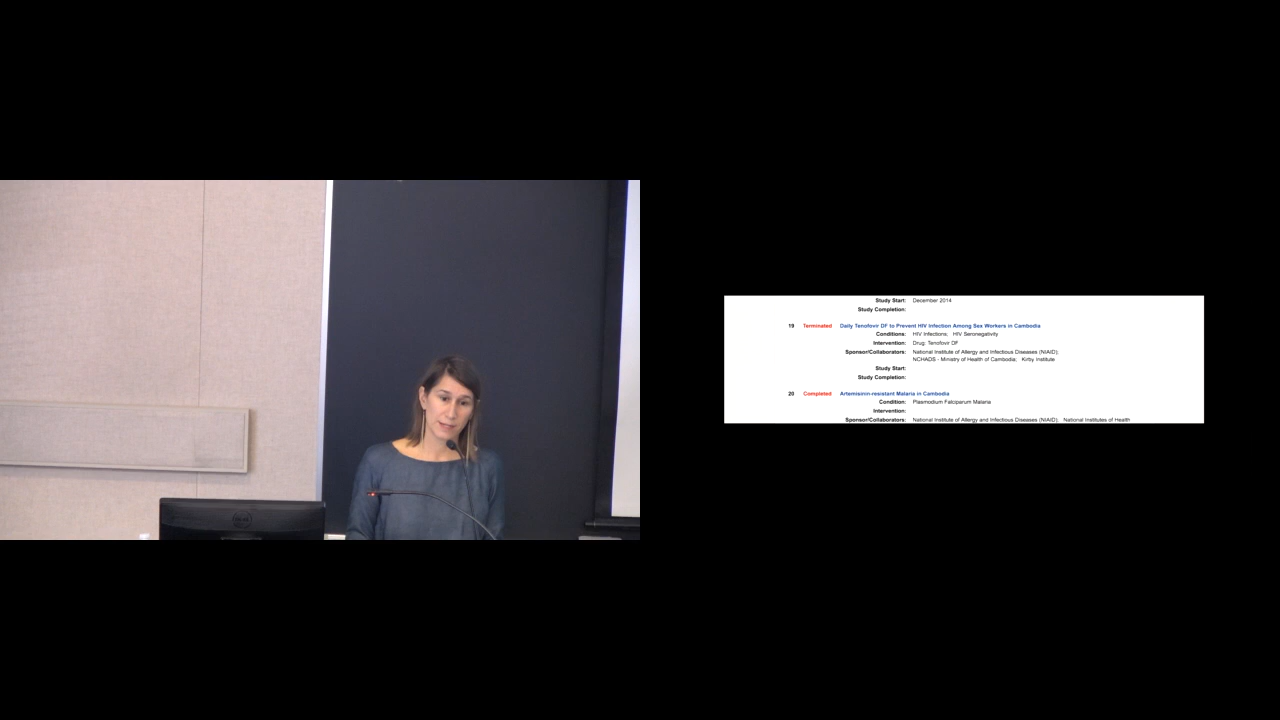 Study Start: December 2014
Study Completion:
19 Terminated Daily Tenofovir DF to Prevent HIV Infection Among Sex Workers in Cambodia
Conditions: HIV Infections; HIV Seronegativity
Intervention: Drug: Tenofovir DF
Sponsor/Collaborators: National Institute of Allergy and Infectious Diseases (NIAID);
NCHADS - Ministry of Health of Cambodia; Kirby Institute
Study Start:
Study Completion:
20 Completed Artemisinin-resistant Malaria in Cambodia
Condition: Plasmodium Falciparum Malaria
Intervention:
Sponsor/Collaborators: National Institute of Allergy and Infectious Diseases (NIAID); National Institutes of Health
DELL